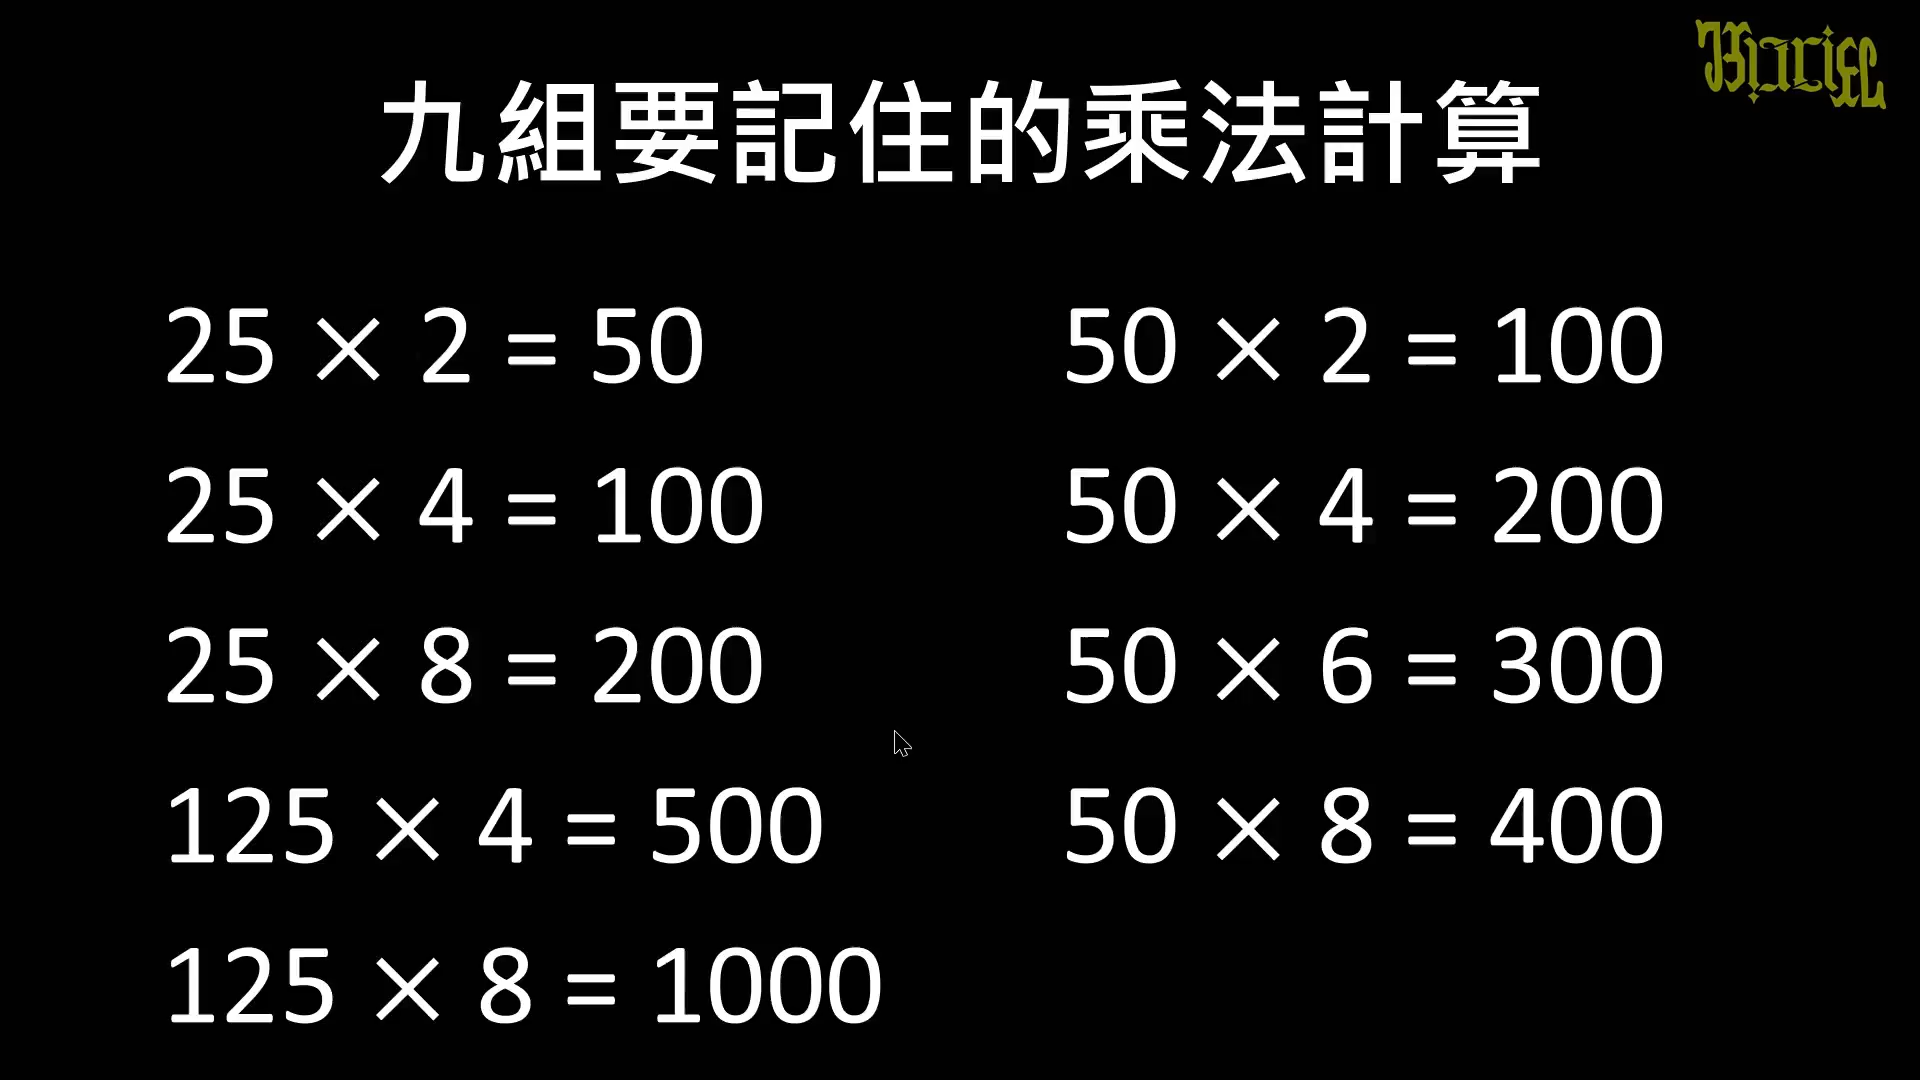 九組要記住的乘法計算
25 × 2 = 50
25 × 4 = 100
25 × 8 = 200
125 × 4 = 500
125 × 8 = 1000
50 × 2 = 100
50 × 4 = 200
50 × 6 = 300
50 × 8 = 400